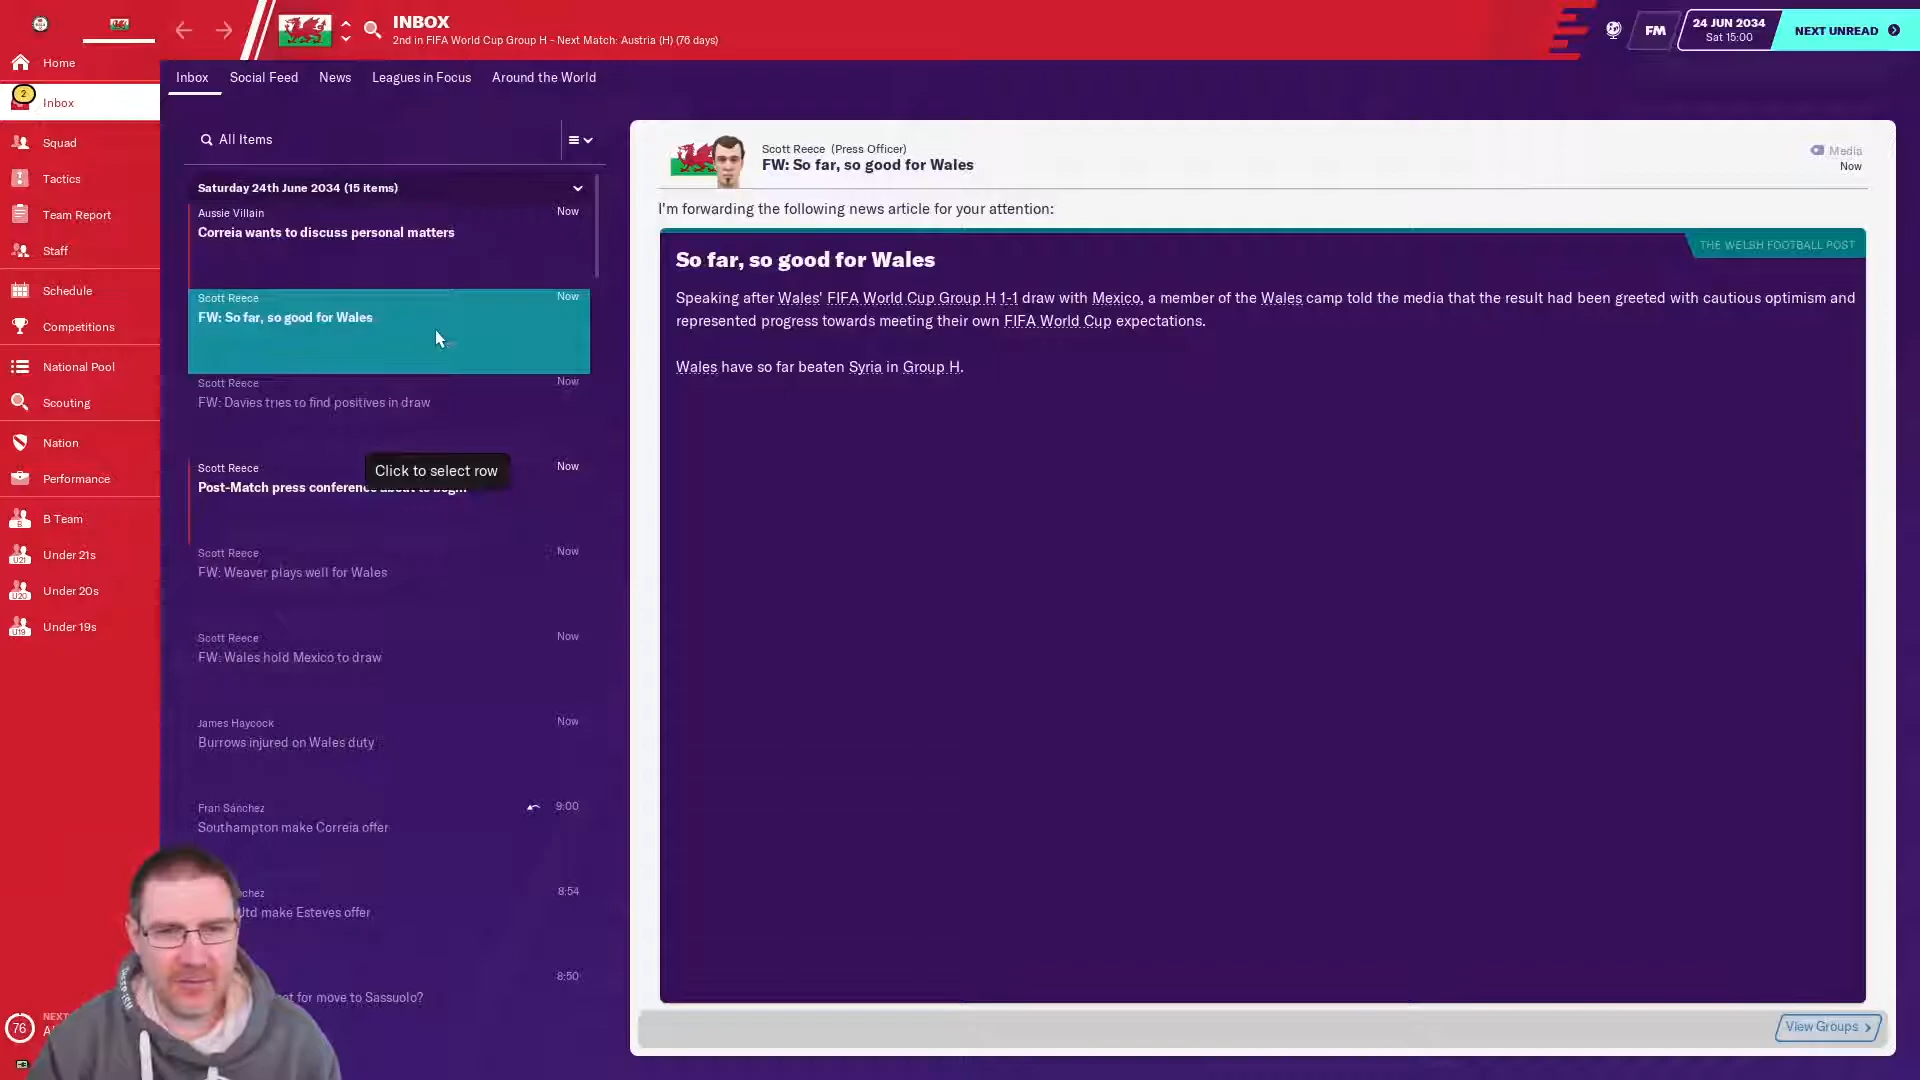 INBOX
2nd in FIFA World Cup Group H - Next Match: Austria (H) (76 days)
FM
24 JUN 2034
Sat 15:00
NEXT UNREAD
Home
2
Inbox
Squad
Tactics
Team Report
Staff
Schedule
Competitions
National Pool
Scouting
Nation
Performance
B
B Team
U21
Under 21s
U20
Under 20s
U19
Under 19s
76
NEXT
Inbox
Social Feed
News
Leagues in Focus
Around the World
All Items
Saturday 24th June 2034 (15 items)
Aussie Villain
Now
Correia wants to discuss personal matters
Scott Reece
Now
FW: So far, so good for Wales
Scott Reece
Now
FW: Davies tries to find positives in draw
Click to select row
Scott Reece
Now
Post-Match press conference about to begin
Scott Reece
Now
FW: Weaver plays well for Wales
Scott Reece
Now
FW: Wales hold Mexico to draw
James Haycock
Now
Burrows injured on Wales duty
Fran Sánchez
9:00
Southampton make Correia offer
8:54
Utd make Esteves offer
8:50
for move to Sassuolo?
Scott Reece (Press Officer)
FW: So far, so good for Wales
Media
Now
I'm forwarding the following news article for your attention:
THE WELSH FOOTBALL POST
So far, so good for Wales
Speaking after Wales' FIFA World Cup Group H 1-1 draw with Mexico, a member of the Wales camp told the media that the result had been greeted with cautious optimism and
represented progress towards meeting their own FIFA World Cup expectations.
Wales have so far beaten Syria in Group H.
View Groups